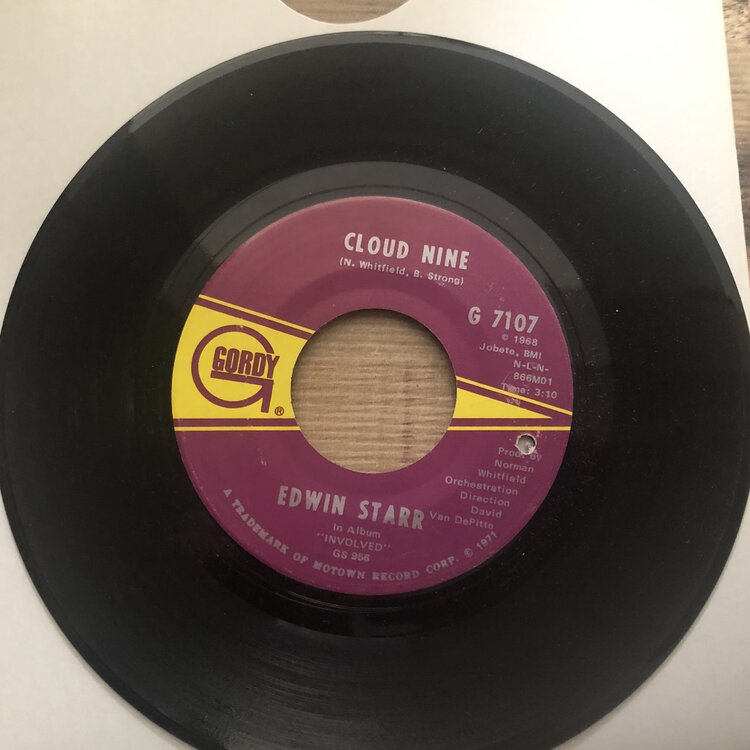 CLOUD NINE
(N. Whitfield, B. Strong)
G 7107
© 1968
Jobete, BMI
N-L-N-
866M01
Time: 3:10
GORDY
®
Prod. by
Norman
Whitfield
Orchestration
Direction
David
Van DePitte
EDWIN STARR
In Album
"INVOLVED"
GS 956
A TRADEMARK OF MOTOWN RECORD CORP. © 1971